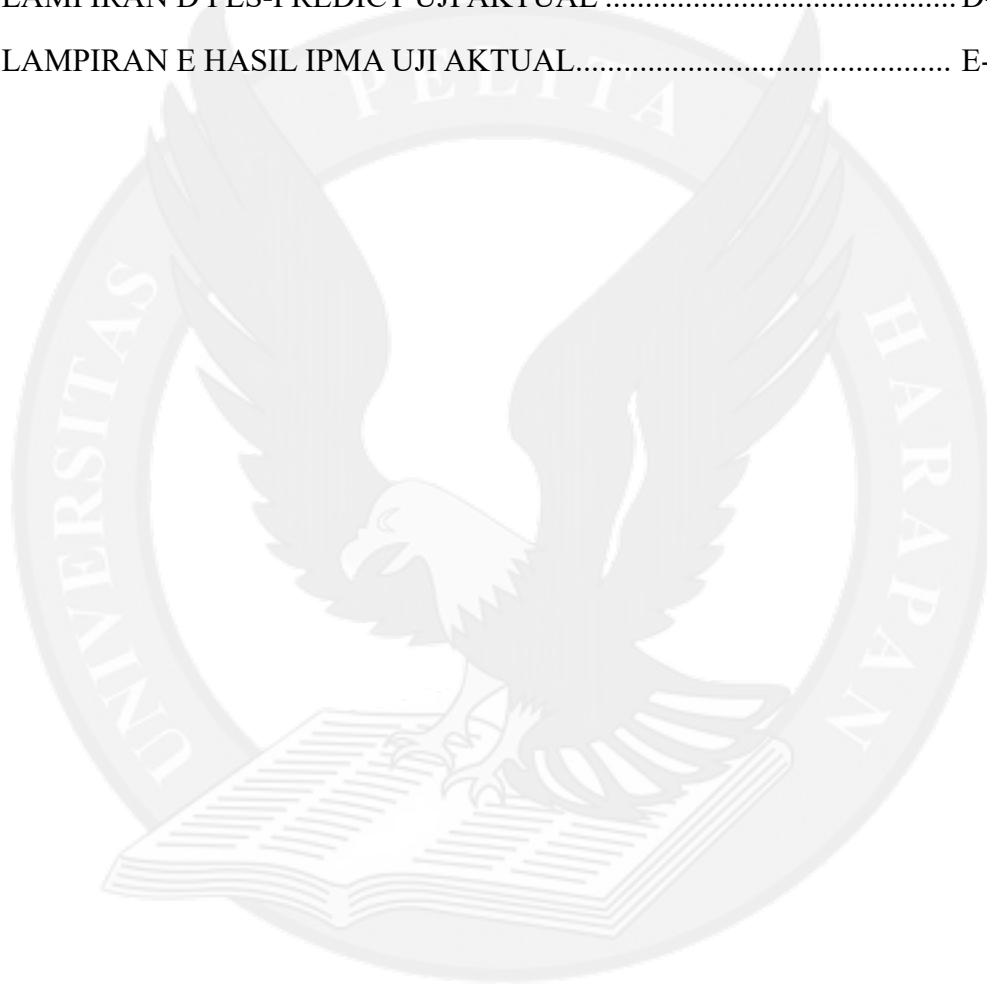 LAMPIRAN D PLS-PREDICT UJI AKTUAL ............................................ D-
LAMPIRAN E HASIL IPMA UJI AKTUAL............................................... E-
UNIVERSITAS PELITA HARAPAN